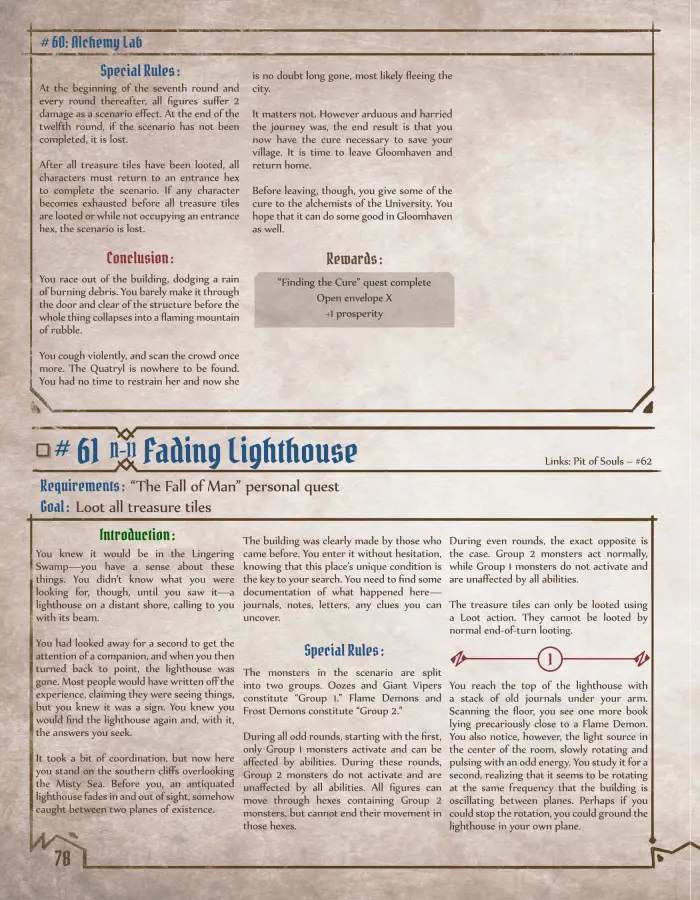 # 60: Alchemy Lab
Special Rules:
At the beginning of the seventh round and
every round thereafter, all figures suffer 2
damage as a scenario effect. At the end of the
twelfth round, if the scenario has not been
completed, it is lost.
After all treasure tiles have been looted, all
characters must return to an entrance hex
to complete the scenario. If any character
becomes exhausted before all treasure tiles
are looted or while not occupying an entrance
hex, the scenario is lost.
Conclusion:
You race out of the building, dodging a rain
of burning debris. You barely make it through
the door and clear of the structure before the
whole thing collapses into a flaming mountain
of rubble.
You cough violently, and scan the crowd once
more. The Quatryl is nowhere to be found.
You had no time to restrain her and now she
is no doubt long gone, most likely fleeing the
city.
It matters not. However arduous and harried
the journey was, the end result is that you
now have the cure necessary to save your
village. It is time to leave Gloomhaven and
return home.
Before leaving, though, you give some of the
cure to the alchemists of the University. You
hope that it can do some good in Gloomhaven
as well.
Rewards:
"Finding the Cure" quest complete
Open envelope X
+1 prosperity
# 61 N-11 Fading Lighthouse
Links: Pit of Souls – #62
Requirements: "The Fall of Man" personal quest
Goal: Loot all treasure tiles
Introduction:
You knew it would be in the Lingering
Swamp—you have a sense about these
things. You didn't know what you were
looking for, though, until you saw it—a
lighthouse on a distant shore, calling to you
with its beam.
You had looked away for a second to get the
attention of a companion, and when you then
turned back to point, the lighthouse was
gone. Most people would have written off the
experience, claiming they were seeing things,
but you knew it was a sign. You knew you
would find the lighthouse again and, with it,
the answers you seek.
It took a bit of coordination, but now here
you stand on the southern cliffs overlooking
the Misty Sea. Before you, an antiquated
lighthouse fades in and out of sight, somehow
caught between two planes of existence.
The building was clearly made by those who
came before. You enter it without hesitation,
knowing that this place's unique condition is
the key to your search. You need to find some
documentation of what happened here—
journals, notes, letters, any clues you can
uncover.
Special Rules:
The monsters in the scenario are split
into two groups. Oozes and Giant Vipers
constitute "Group 1." Flame Demons and
Frost Demons constitute "Group 2."
During all odd rounds, starting with the first,
only Group 1 monsters activate and can be
affected by abilities. During these rounds,
Group 2 monsters do not activate and are
unaffected by all abilities. All figures can
move through hexes containing Group 2
monsters, but cannot end their movement in
those hexes.
During even rounds, the exact opposite is
the case. Group 2 monsters act normally,
while Group 1 monsters do not activate and
are unaffected by all abilities.
The treasure tiles can only be looted using
a Loot action. They cannot be looted by
normal end-of-turn looting.
1
You reach the top of the lighthouse with
a stack of old journals under your arm.
Scanning the floor, you see one more book
lying precariously close to a Flame Demon.
You also notice, however, the light source in
the center of the room, slowly rotating and
pulsing with an odd energy. You study it for a
second, realizing that it seems to be rotating
at the same frequency that the building is
oscillating between planes. Perhaps if you
could stop the rotation, you could ground the
lighthouse in your own plane.
78